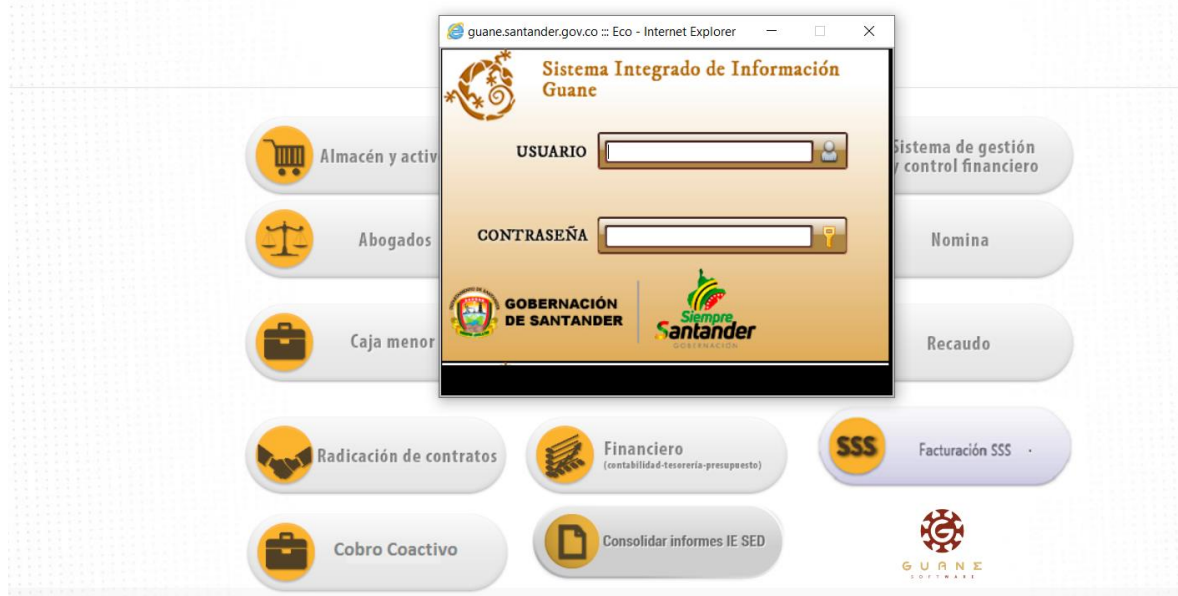 guane.santander.gov.co ::: Eco - Internet Explorer
Sistema Integrado de Información
Guane
USUARIO
CONTRASEÑA
GOBERNACIÓN
DE SANTANDER
Siempre
Santander
GOBERNACIÓN
Almacén y activ
Sistema de gestión
y control financiero
Abogados
Nomina
Caja menor
Recaudo
Radicación de contratos
Financiero
(contabilidad-tesorería-presupuesto)
SSS
Facturación SSS
Cobro Coactivo
Consolidar informes IE SED
GUANE
SOFTWARE